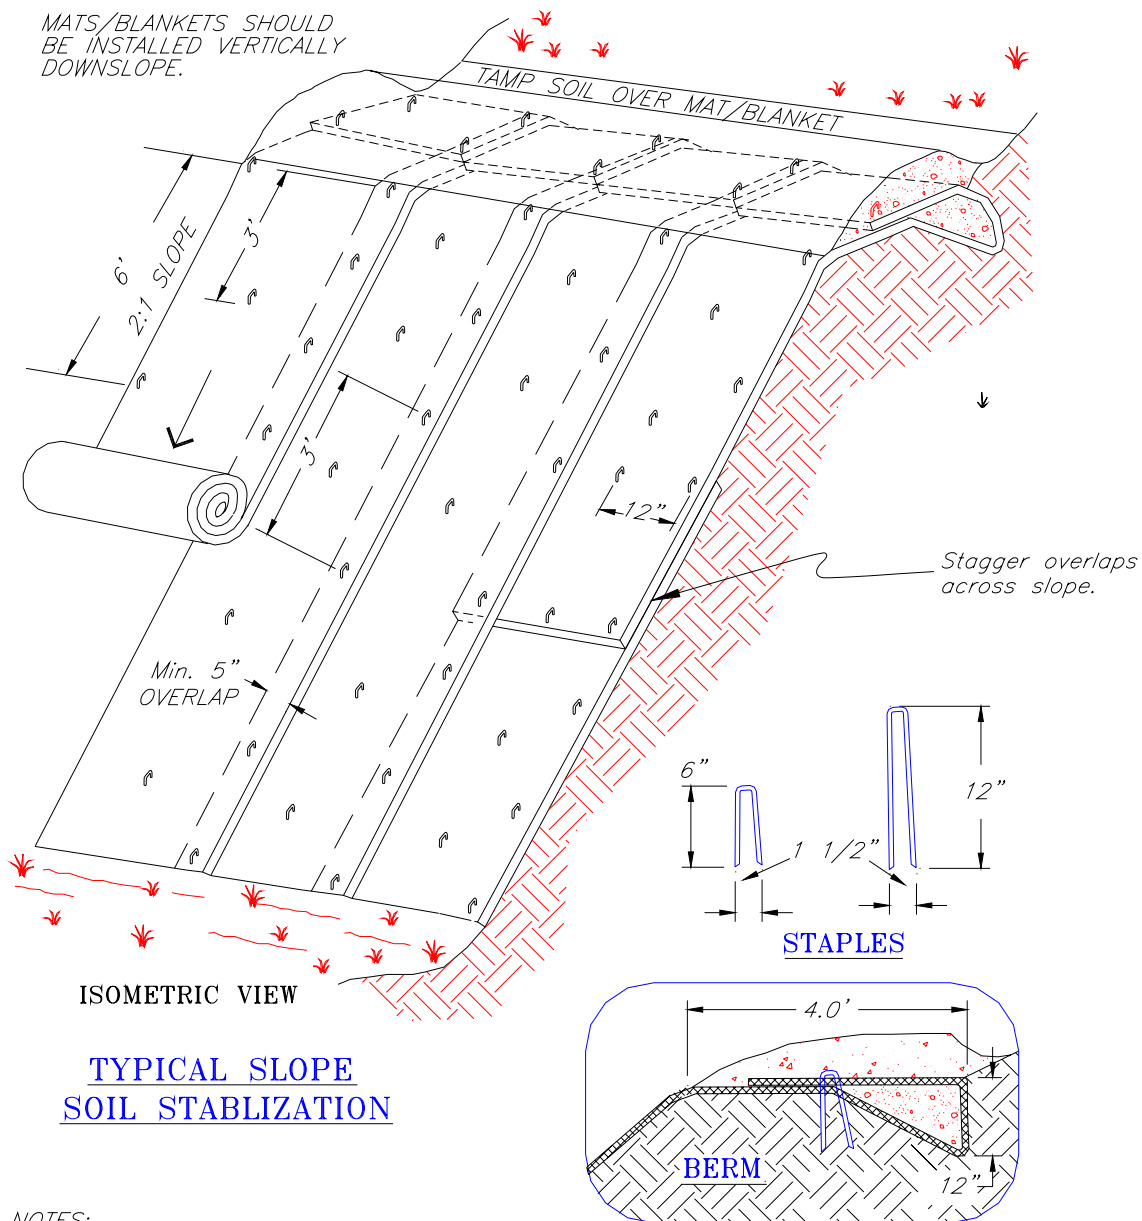 MATS/BLANKETS SHOULD
BE INSTALLED VERTICALLY
DOWNSLOPE.
TAMP SOIL OVER MAT/BLANKET
3'
6'
2:1 SLOPE
3'
12"
Stagger overlaps
across slope.
Min. 5"
OVERLAP
6"
12"
1 1/2"
STAPLES
ISOMETRIC VIEW
4.0'
TYPICAL SLOPE
SOIL STABLIZATION
BERM
12"
NOTES: